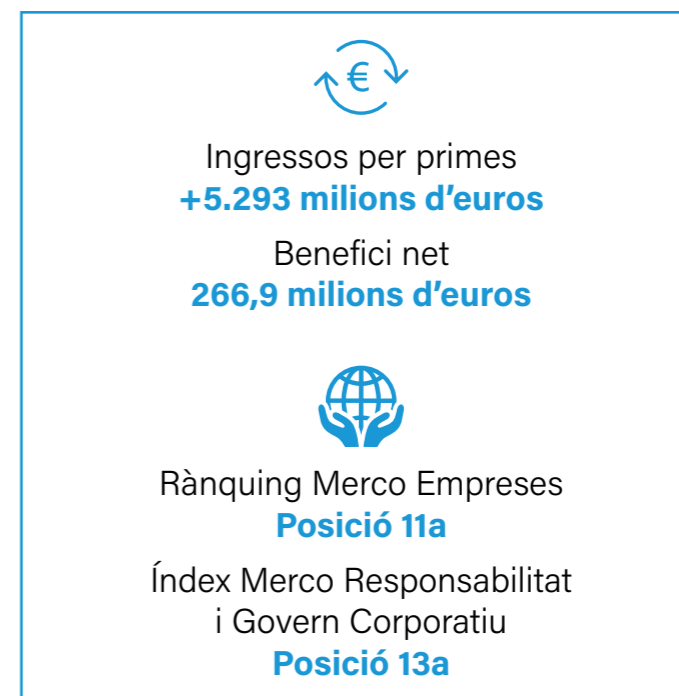 €
Ingressos per primes
+5.293 milions d’euros
Benefici net
266,9 milions d’euros
Rànquing Merco Empreses
Posició 11a
Índex Merco Responsabilitat
i Govern Corporatiu
Posició 13a